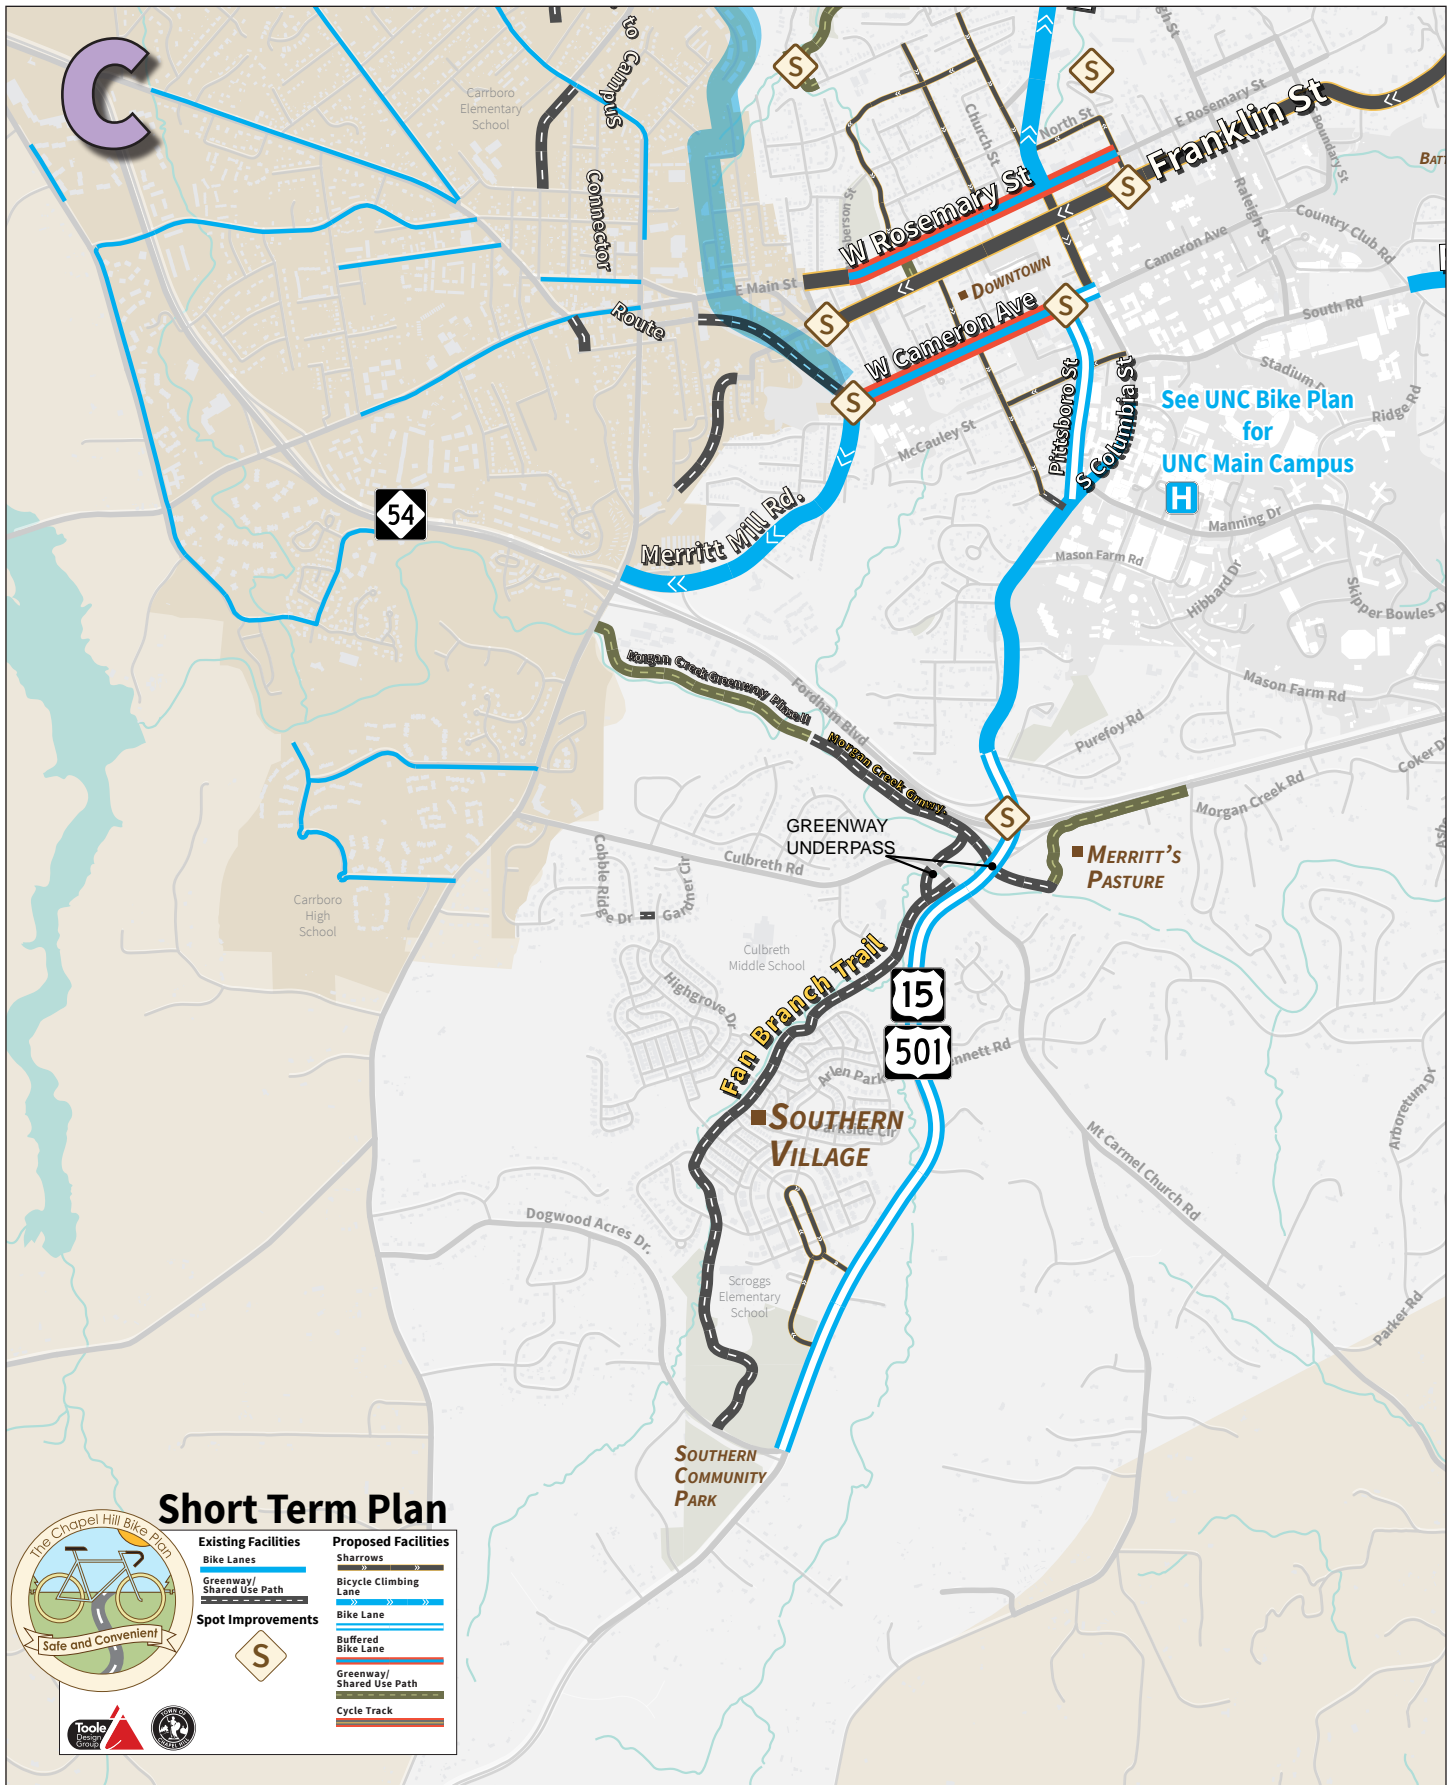 C
to Campus
Connector
Route
Carrboro
Elementary
School
Church St
North St
E Rosemary St
Franklin St
Boundary St
W Rosemary St
Raleigh St
Country Club Rd
Cameron Ave
South Rd
E Main St
Downtown
W Cameron Ave
Stadium
Ridge Rd
Pittsboro St
S Columbia St
See UNC Bike Plan
for
UNC Main Campus
H
McCauley St
Manning Dr
Mason Farm Rd
Hibbard Dr
Skipper Bowles D
54
Merritt Mill Rd.
Morgan Creek Greenway Phase II
Fordham Blvd
Mason Farm Rd
Purefoy Rd
Coker D
Morgan Creek Grnwy.
Morgan Creek Rd
S
S
S
S
S
S
S
GREENWAY
UNDERPASS
Merritt's
Pasture
Culbreth Rd
Cobble Ridge Dr
Gardner Cir
Carrboro
High
School
Culbreth
Middle School
Highgrove Dr
Fan Branch Trail
15
501
ennett Rd
Arlen Park
Southern
Village
Parkside Cir
Mt Carmel Church Rd
Arboretum Dr
Dogwood Acres Dr.
Scroggs
Elementary
School
Parker Rd
Southern
Community
Park
Short Term Plan
The Chapel Hill Bike Plan
Safe and Convenient
Existing Facilities
Bike Lanes
Greenway/
Shared Use Path
Spot Improvements
S
Proposed Facilities
Sharrows
Bicycle Climbing
Lane
Bike Lane
Buffered
Bike Lane
Greenway/
Shared Use Path
Cycle Track
Toole
Design
Group
TOWN OF
CHAPEL HILL